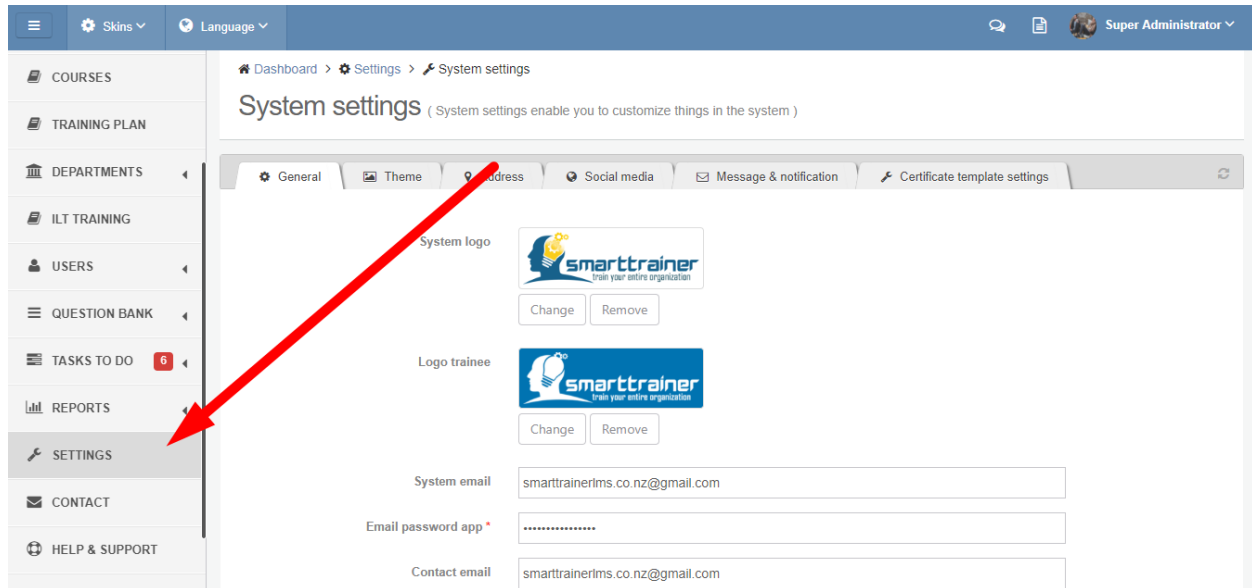 Skins
Language
Super Administrator
COURSES
TRAINING PLAN
DEPARTMENTS
ILT TRAINING
USERS
QUESTION BANK
TASKS TO DO 6
REPORTS
SETTINGS
CONTACT
HELP & SUPPORT
Dashboard > Settings > System settings
System settings ( System settings enable you to customize things in the system )
General Theme Address Social media Message & notification Certificate template settings
System logo
smarttrainer
train your entire organization
Change Remove
Logo trainee
smarttrainer
train your entire organization
Change Remove
System email smarttrainerlms.co.nz@gmail.com
Email password app * ••••••••••••••••
Contact email smarttrainerlms.co.nz@gmail.com